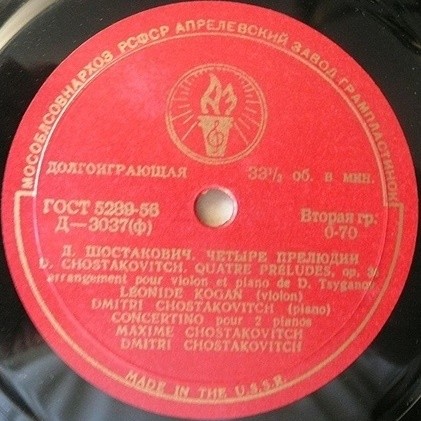 МОСОБЛСОВНАРХОЗ РСФСР АПРЕЛЕВСКИЙ ЗАВОД ГРАМПЛАСТИНОК
АЗ
ДОЛГОИГРАЮЩАЯ 33⅓ об. в мин.
ГОСТ 5289-56 Вторая гр.
Д—3037(ф) 0-70
Д. ШОСТАКОВИЧ. ЧЕТЫРЕ ПРЕЛЮДИИ
D. CHOSTAKOVITCH. QUATRE PRÉLUDES, op. 34
arrangement pour violon et piano de D. Tsyganov
LEONIDE KOGAN (violon)
DMITRI CHOSTAKOVITCH (piano)
CONCERTINO pour 2 pianos
MAXIME CHOSTAKOVITCH
DMITRI CHOSTAKOVITCH
MADE IN THE U.S.S.R.